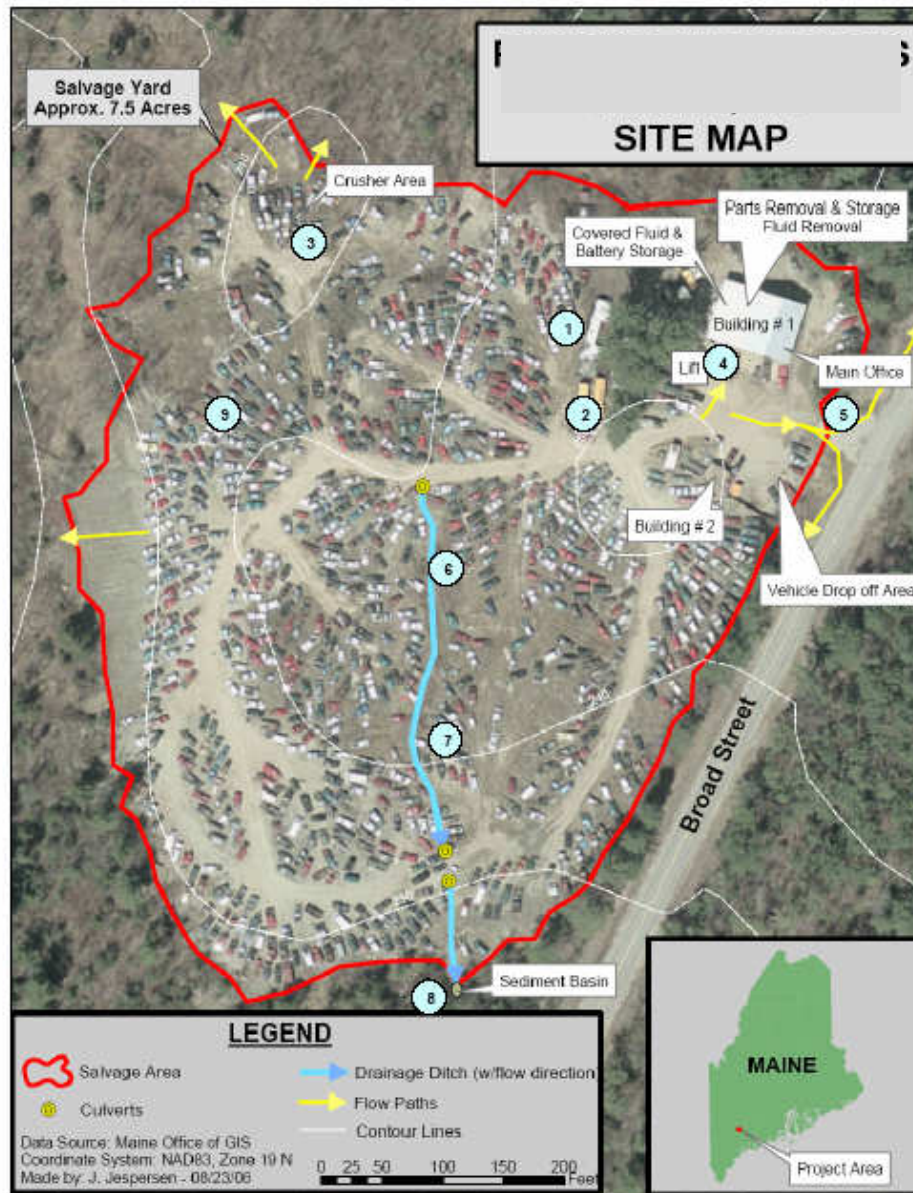 SITE MAP
Salvage Yard
Approx. 7.5 Acres
Crusher Area
Parts Removal & Storage
Fluid Removal
Covered Fluid &
Battery Storage
3
1
Building # 1
Lift
4
Main Office
9
2
5
6
Building # 2
Vehicle Drop off Area
7
Broad Street
8
Sediment Basin
LEGEND
Salvage Area
Drainage Ditch (w/flow direction)
Culverts
Flow Paths
Contour Lines
Data Source: Maine Office of GIS
Coordinate System: NAD83, Zone 19 N
Made by: J. Jespersen - 08/23/06
0 25 50 100 150 200
Feet
MAINE
Project Area